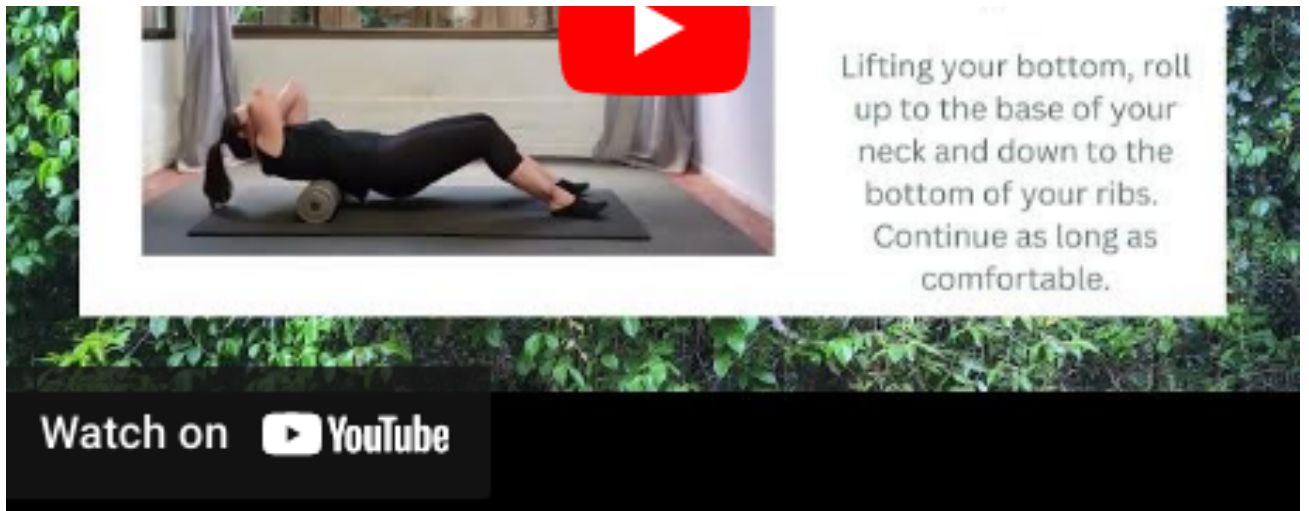 Lifting your bottom, roll
up to the base of your
neck and down to the
bottom of your ribs.
Continue as long as
comfortable.
Watch on YouTube